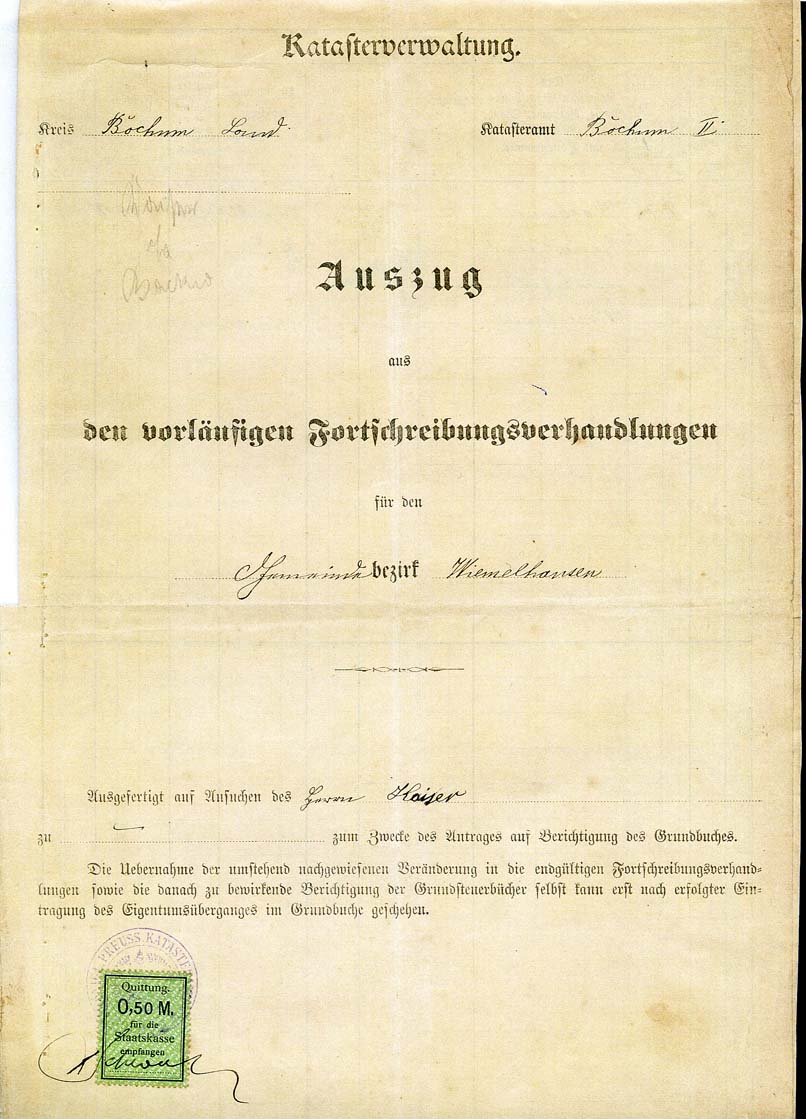 Katasterverwaltung.
Kreis Bochum Land. Katasteramt Bochum II
Auszug
aus
den vorläufigen Fortschreibungsverhandlungen
für den
Gemeindebezirk Wiemelhausen
Ausgefertigt auf Ansuchen des Herrn Kaiser
zu zum Zwecke des Antrages auf Berichtigung des Grundbuches.
Die Uebernahme der umstehend nachgewiesenen Veränderung in die endgültigen Fortschreibungsverhand-
lungen sowie die danach zu bewirkende Berichtigung der Grundsteuerbücher selbst kann erst nach erfolgter Ein-
tragung des Eigentumsüberganges im Grundbuche geschehen.
PREUSS. KATASTE
Quittung.
0,50 M.
für die
Staatskasse
empfangen